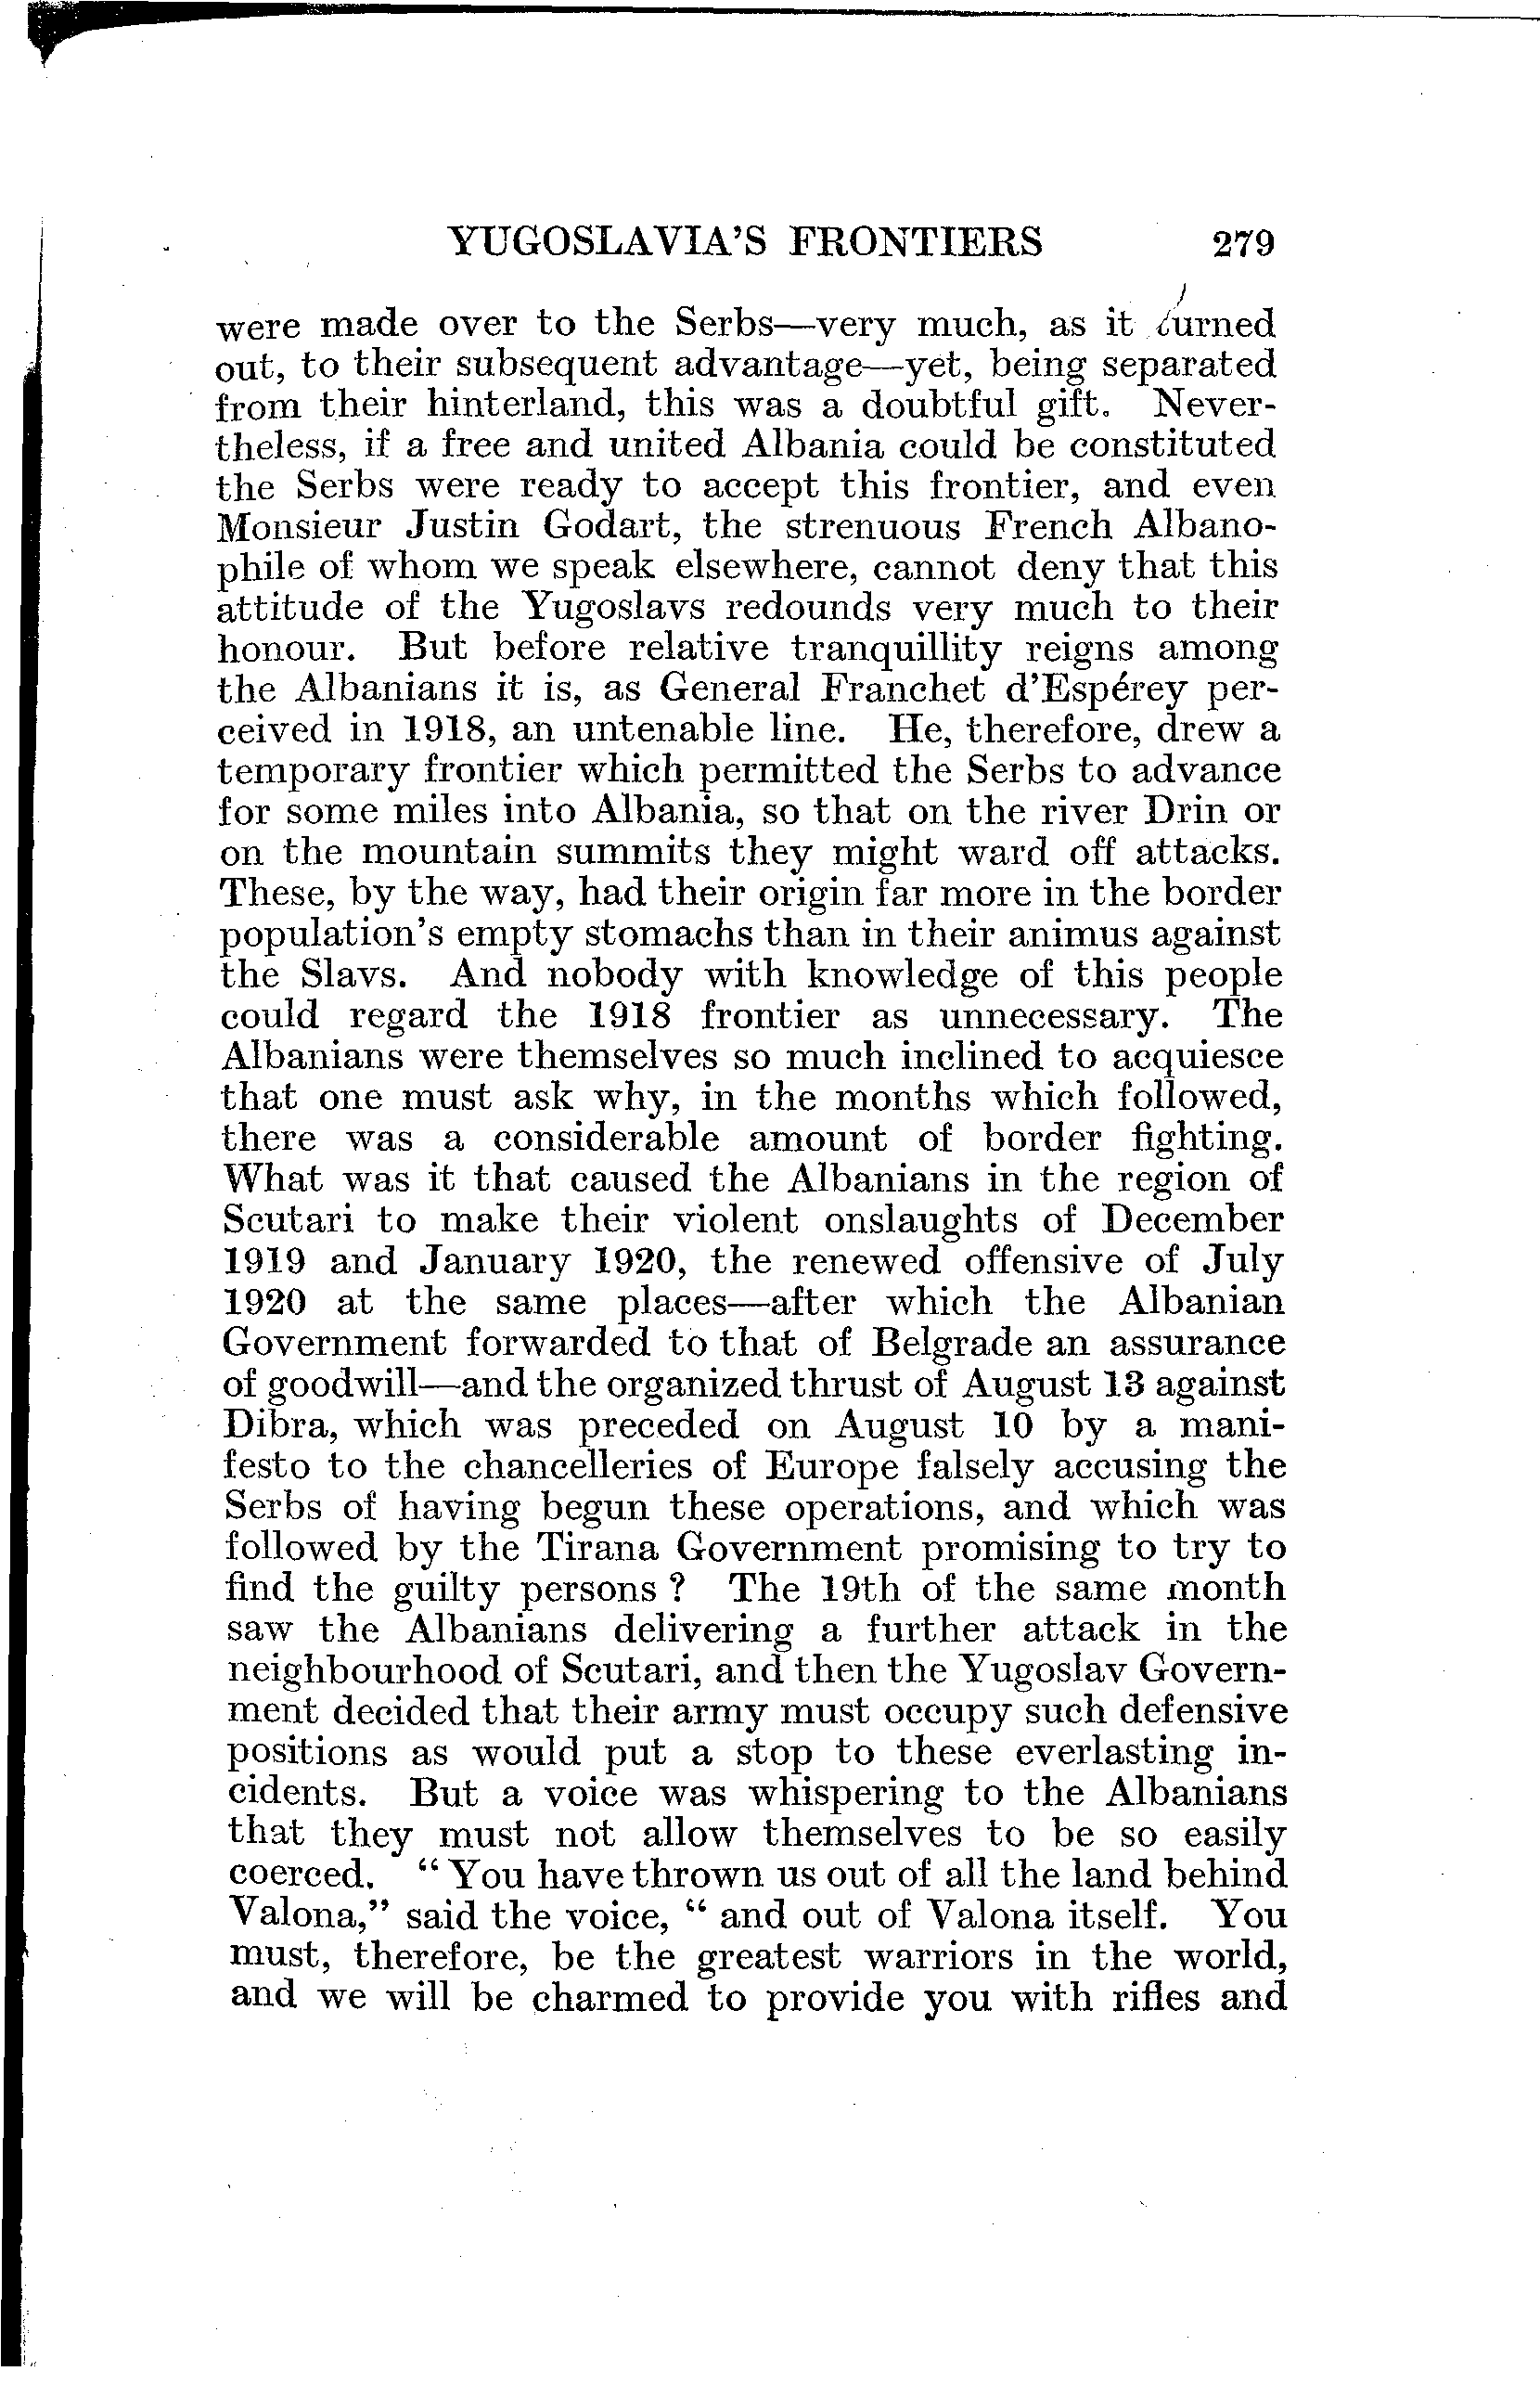 YUGOSLAVIA'S FRONTIERS 279
were made over to the Serbs—very much, as it turned
out, to their subsequent advantage—yet, being separated
from their hinterland, this was a doubtful gift. Never-
theless, if a free and united Albania could be constituted
the Serbs were ready to accept this frontier, and even
Monsieur Justin Godart, the strenuous French Albano-
phile of whom we speak elsewhere, cannot deny that this
attitude of the Yugoslavs redounds very much to their
honour. But before relative tranquillity reigns among
the Albanians it is, as General Franchet d'Espérey per-
ceived in 1918, an untenable line. He, therefore, drew a
temporary frontier which permitted the Serbs to advance
for some miles into Albania, so that on the river Drin or
on the mountain summits they might ward off attacks.
These, by the way, had their origin far more in the border
population's empty stomachs than in their animus against
the Slavs. And nobody with knowledge of this people
could regard the 1918 frontier as unnecessary. The
Albanians were themselves so much inclined to acquiesce
that one must ask why, in the months which followed,
there was a considerable amount of border fighting.
What was it that caused the Albanians in the region of
Scutari to make their violent onslaughts of December
1919 and January 1920, the renewed offensive of July
1920 at the same places—after which the Albanian
Government forwarded to that of Belgrade an assurance
of goodwill—and the organized thrust of August 13 against
Dibra, which was preceded on August 10 by a mani-
festo to the chancelleries of Europe falsely accusing the
Serbs of having begun these operations, and which was
followed by the Tirana Government promising to try to
find the guilty persons ? The 19th of the same month
saw the Albanians delivering a further attack in the
neighbourhood of Scutari, and then the Yugoslav Govern-
ment decided that their army must occupy such defensive
positions as would put a stop to these everlasting in-
cidents. But a voice was whispering to the Albanians
that they must not allow themselves to be so easily
coerced. “ You have thrown us out of all the land behind
Valona,” said the voice, “ and out of Valona itself. You
must, therefore, be the greatest warriors in the world,
and we will be charmed to provide you with rifles and